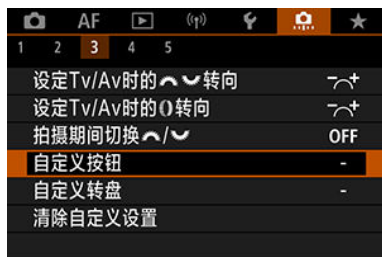 AF
1 2 3 4 5
设定Tv/Av时的转向
设定Tv/Av时的转向
拍摄期间切换/ OFF
自定义按钮 -
自定义转盘 -
清除自定义设置